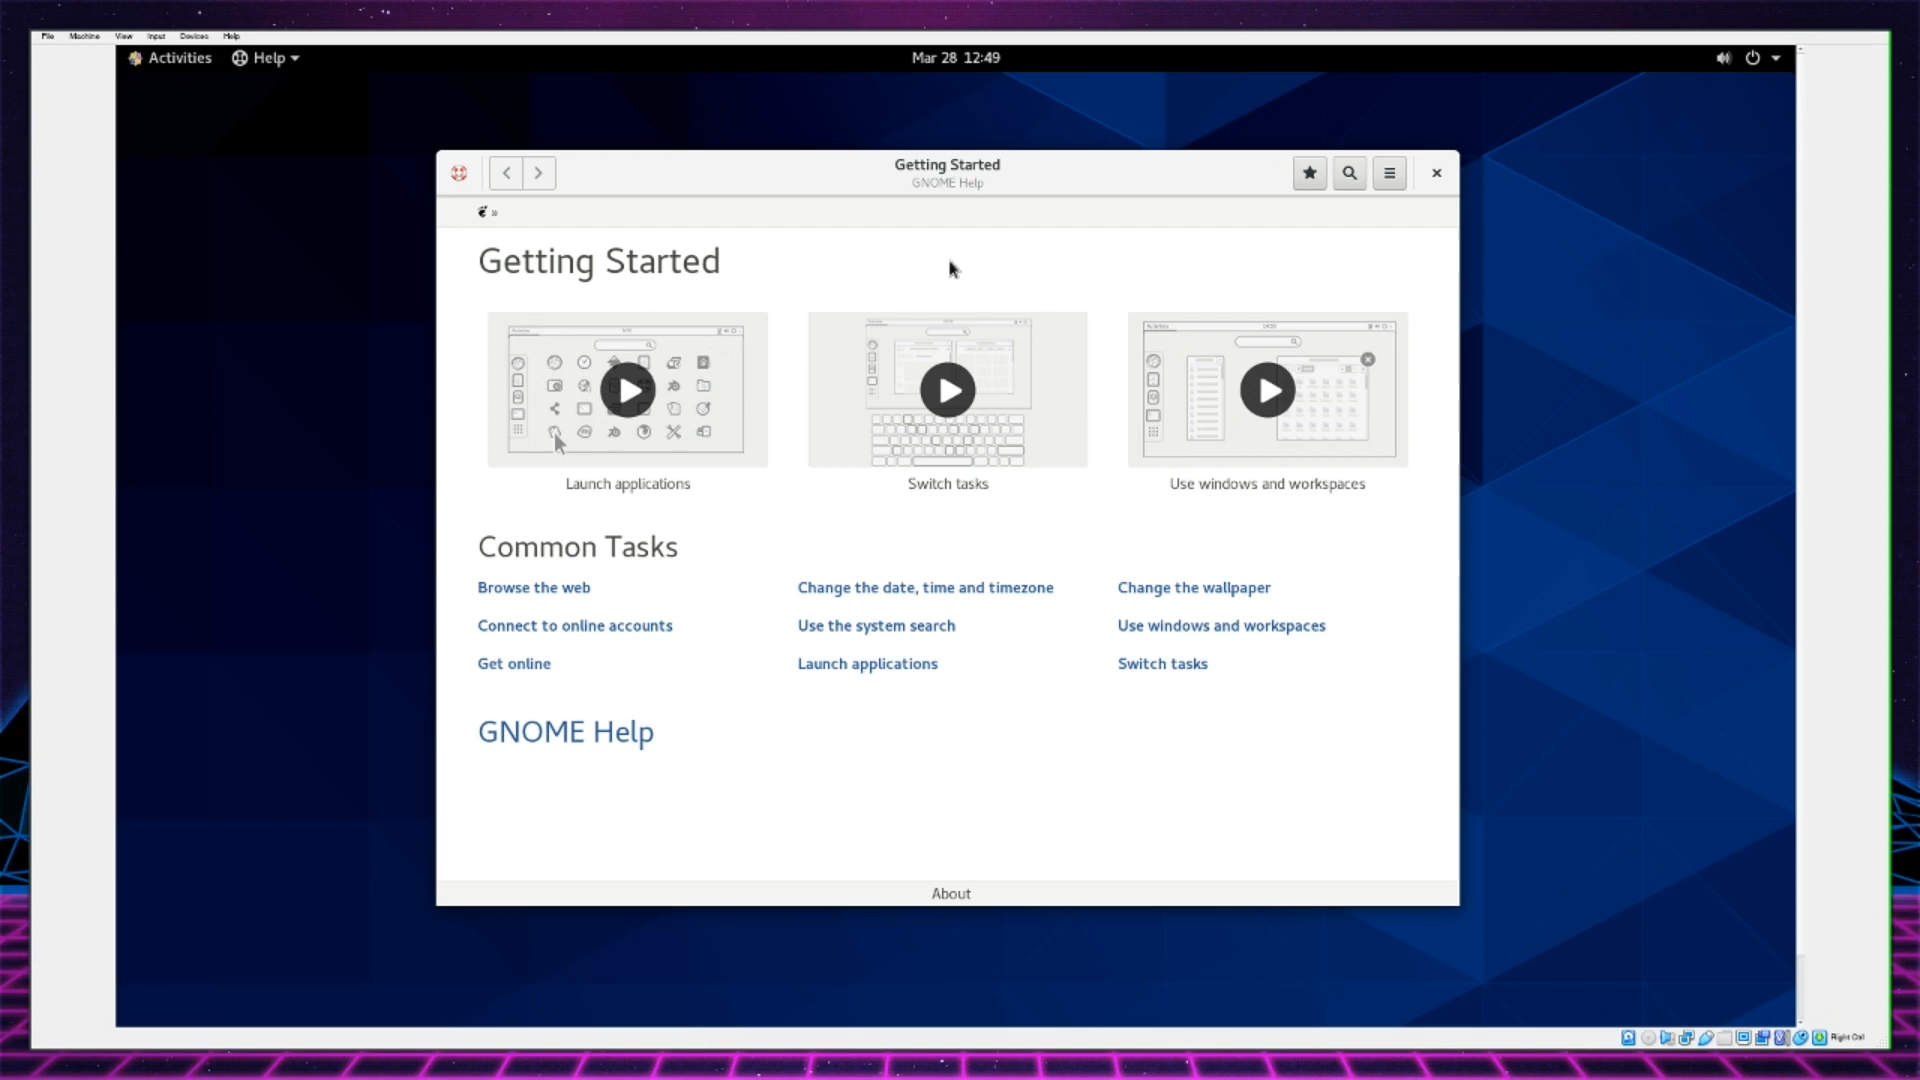 File Machine View Input Devices Help
Activities Help Mar 28 12:49
Getting Started
GNOME Help
»
Getting Started
Launch applications Switch tasks Use windows and workspaces
Common Tasks
Browse the web Change the date, time and timezone Change the wallpaper
Connect to online accounts Use the system search Use windows and workspaces
Get online Launch applications Switch tasks
GNOME Help
About
Right Ctrl